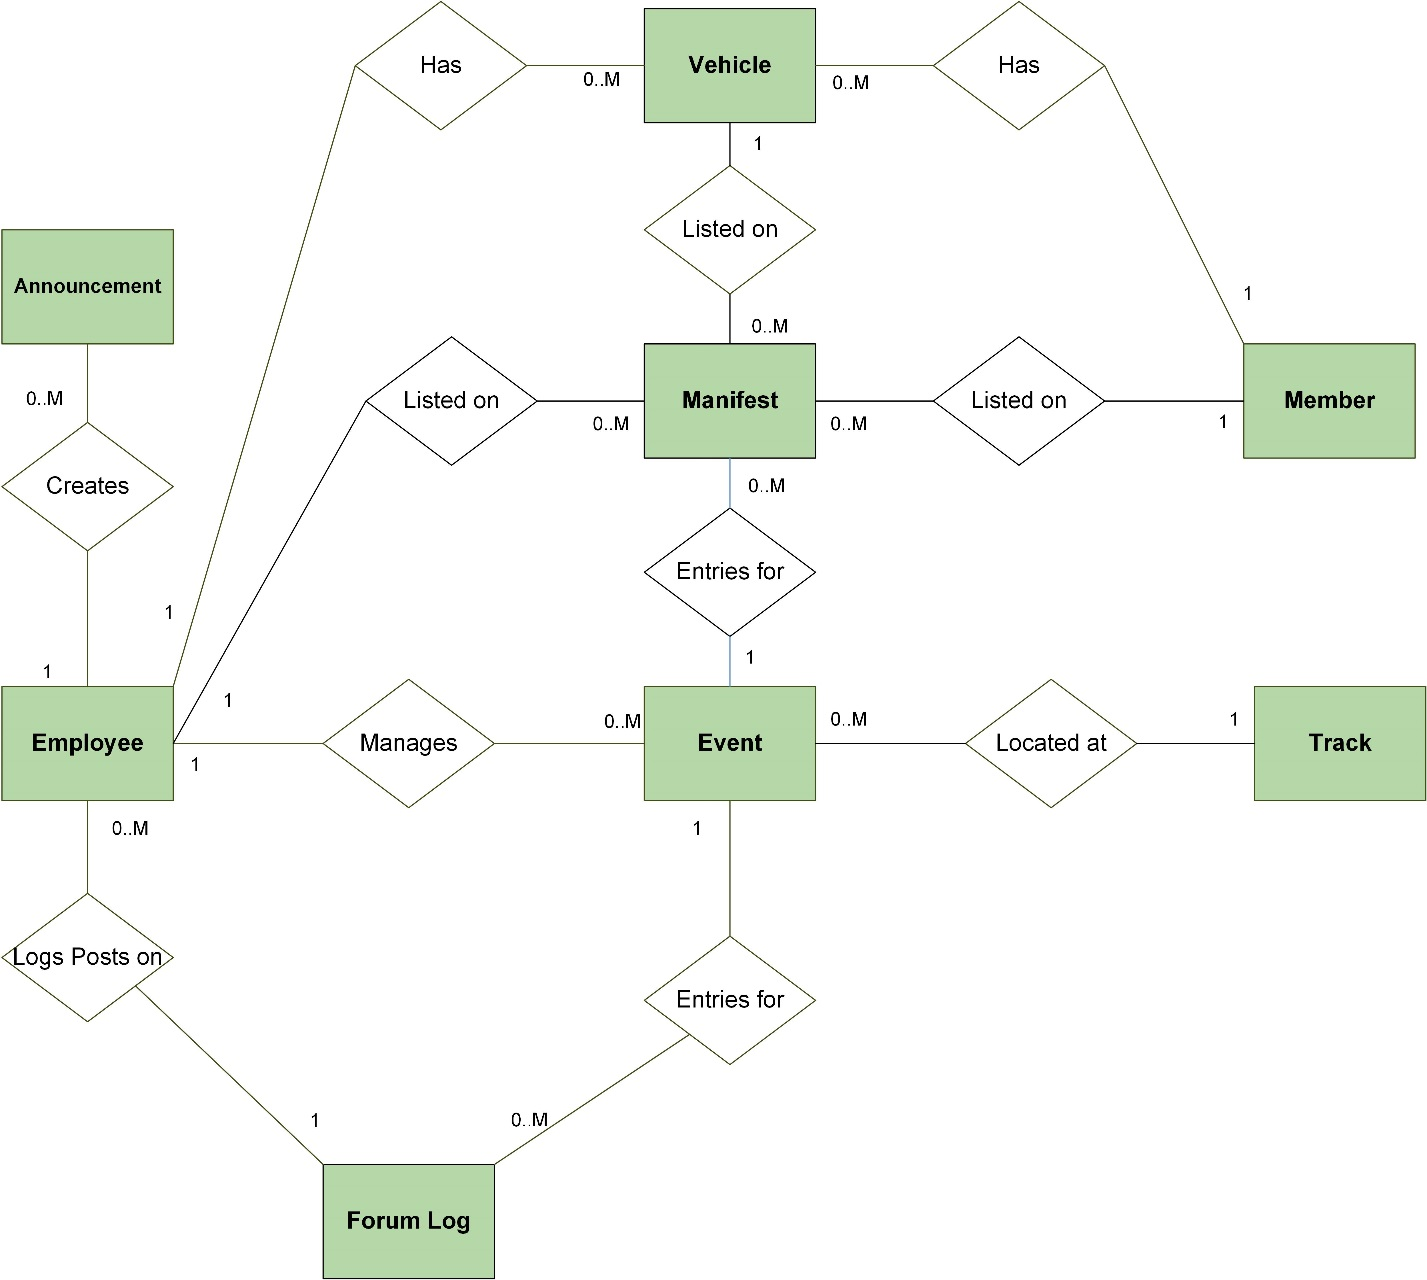 Has
Vehicle
Has
0..M
0..M
1
Listed on
Announcement
1
0..M
0..M
Listed on
Manifest
Listed on
Member
0..M
0..M
1
Creates
0..M
Entries for
1
1
1
1
Employee
Manages
0..M
Event
0..M
Located at
1
Track
1
0..M
1
Logs Posts on
Entries for
1
0..M
Forum Log